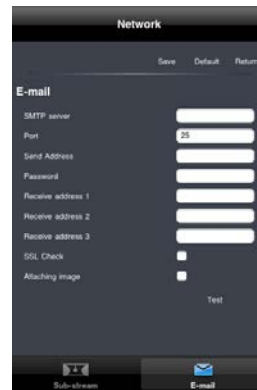 Network
Save Default Return
E-mail
SMTP server
Port 25
Send Address
Password
Receive address 1
Receive address 2
Receive address 3
SSL Check
Attaching image
Test
Sub-stream E-mail